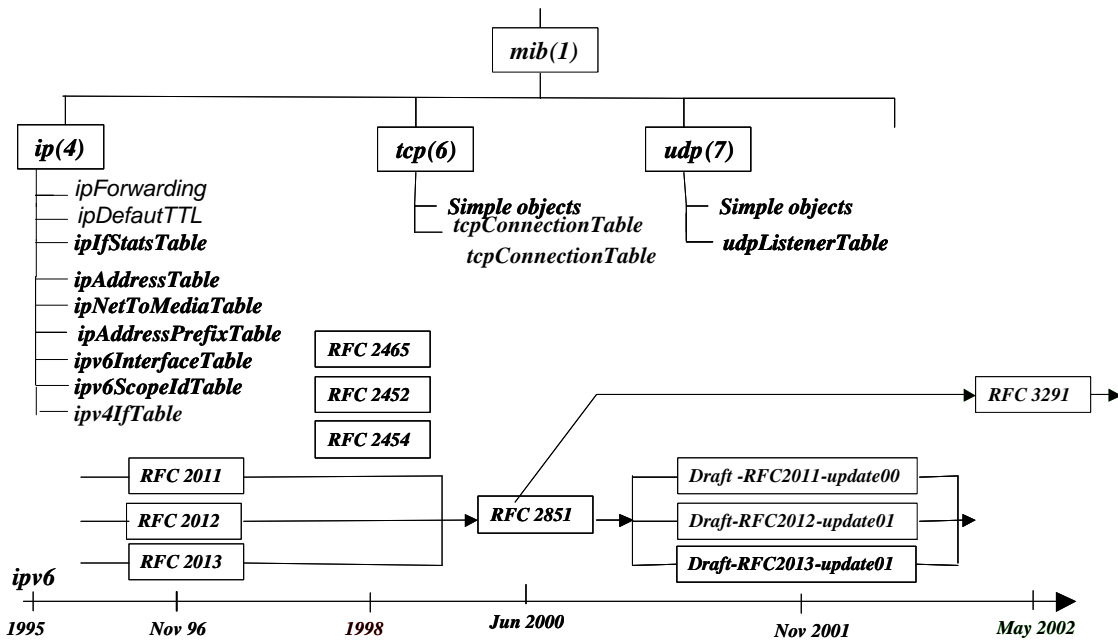 mib(1)
ip(4)
tcp(6)
udp(7)
ipForwarding
ipDefautTTL
ipIfStatsTable
ipAddressTable
ipNetToMediaTable
ipAddressPrefixTable
ipv6InterfaceTable
ipv6ScopeIdTable
ipv4IfTable
Simple objects
tcpConnectionTable
tcpConnectionTable
Simple objects
udpListenerTable
RFC 2465
RFC 2452
RFC 2454
RFC 3291
RFC 2011
RFC 2012
RFC 2013
RFC 2851
Draft -RFC2011-update00
Draft-RFC2012-update01
Draft-RFC2013-update01
ipv6
1995
Nov 96
1998
Jun 2000
Nov 2001
May 2002